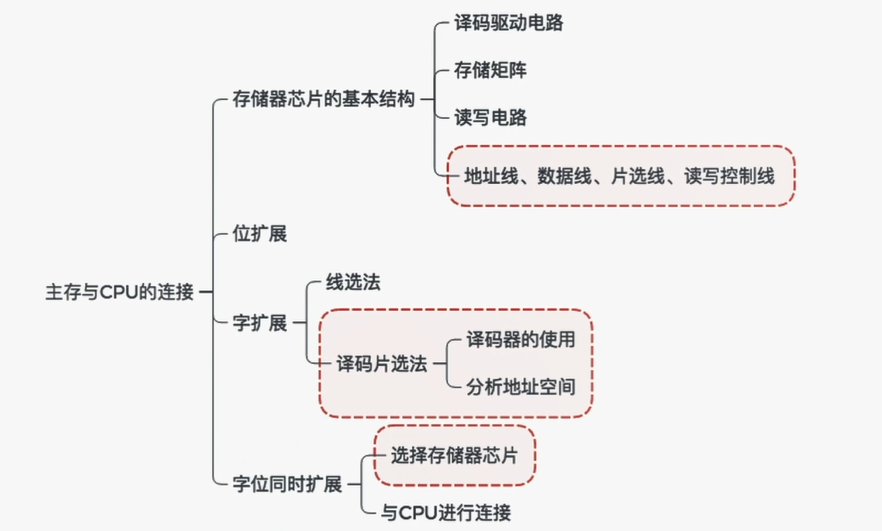 译码驱动电路
存储矩阵
存储器芯片的基本结构
读写电路
地址线、数据线、片选线、读写控制线
位扩展
线选法
主存与CPU的连接
字扩展
译码器的使用
译码片选法
分析地址空间
选择存储器芯片
字位同时扩展
与CPU进行连接